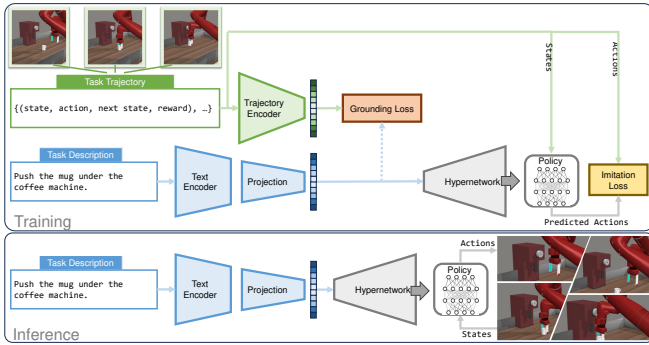 Task Trajectory
{(state, action, next state, reward), …}
Trajectory
Encoder
Grounding Loss
States
Actions
Task Description
Push the mug under the
coffee machine.
Text
Encoder
Projection
Hypernetwork
Policy
Imitation
Loss
Predicted Actions
Training
Task Description
Push the mug under the
coffee machine.
Text
Encoder
Projection
Hypernetwork
Actions
Policy
States
Inference